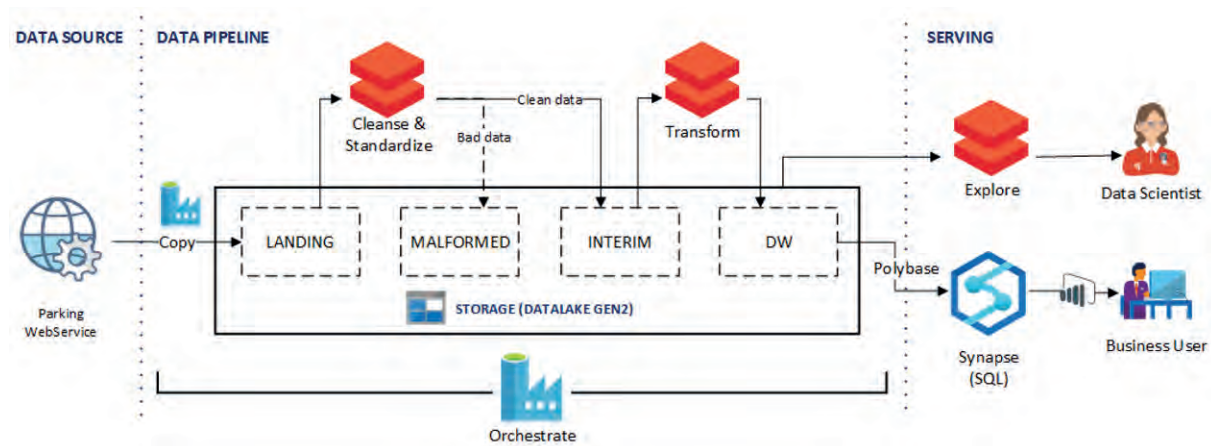 DATA SOURCE
DATA PIPELINE
SERVING
Cleanse &
Standardize
Clean data
Bad data
Transform
Explore
Data Scientist
Copy
LANDING
MALFORMED
INTERIM
DW
Polybase
STORAGE (DATALAKE GEN2)
Parking
WebService
Synapse
(SQL)
Business User
Orchestrate